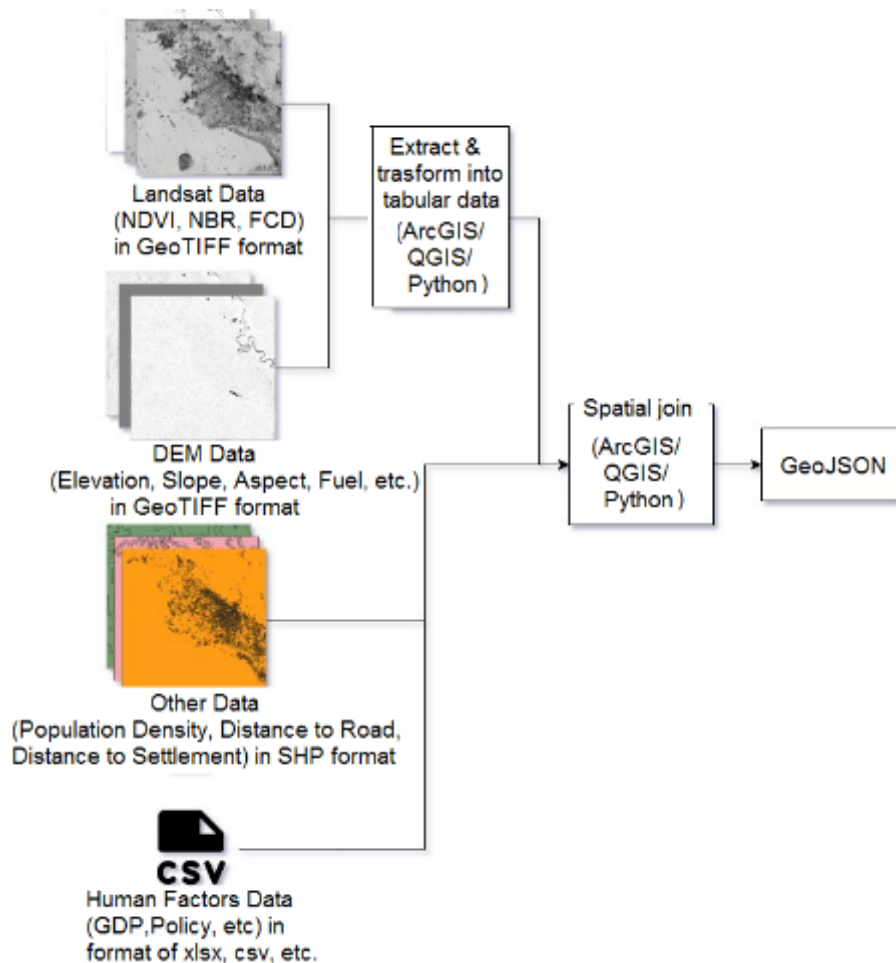 Landsat Data
(NDVI, NBR, FCD)
in GeoTIFF format
Extract &
trasform into
tabular data
(ArcGIS/
QGIS/
Python )
DEM Data
(Elevation, Slope, Aspect, Fuel, etc.)
in GeoTIFF format
Spatial join
(ArcGIS/
QGIS/
Python )
GeoJSON
Other Data
(Population Density, Distance to Road,
Distance to Settlement) in SHP format
CSV
Human Factors Data
(GDP,Policy, etc) in
format of xlsx, csv, etc.